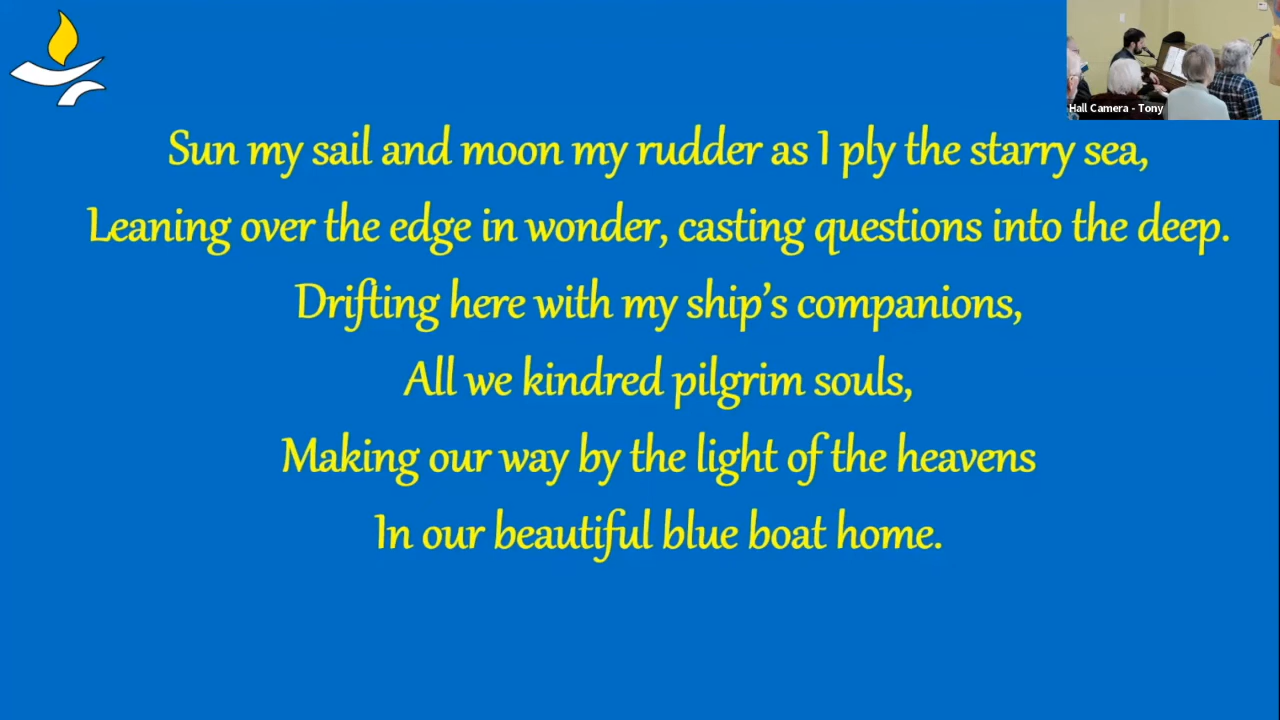 Hall Camera - Tony
Sun my sail and moon my rudder as I ply the starry sea,
Leaning over the edge in wonder, casting questions into the deep.
Drifting here with my ship’s companions,
All we kindred pilgrim souls,
Making our way by the light of the heavens
In our beautiful blue boat home.